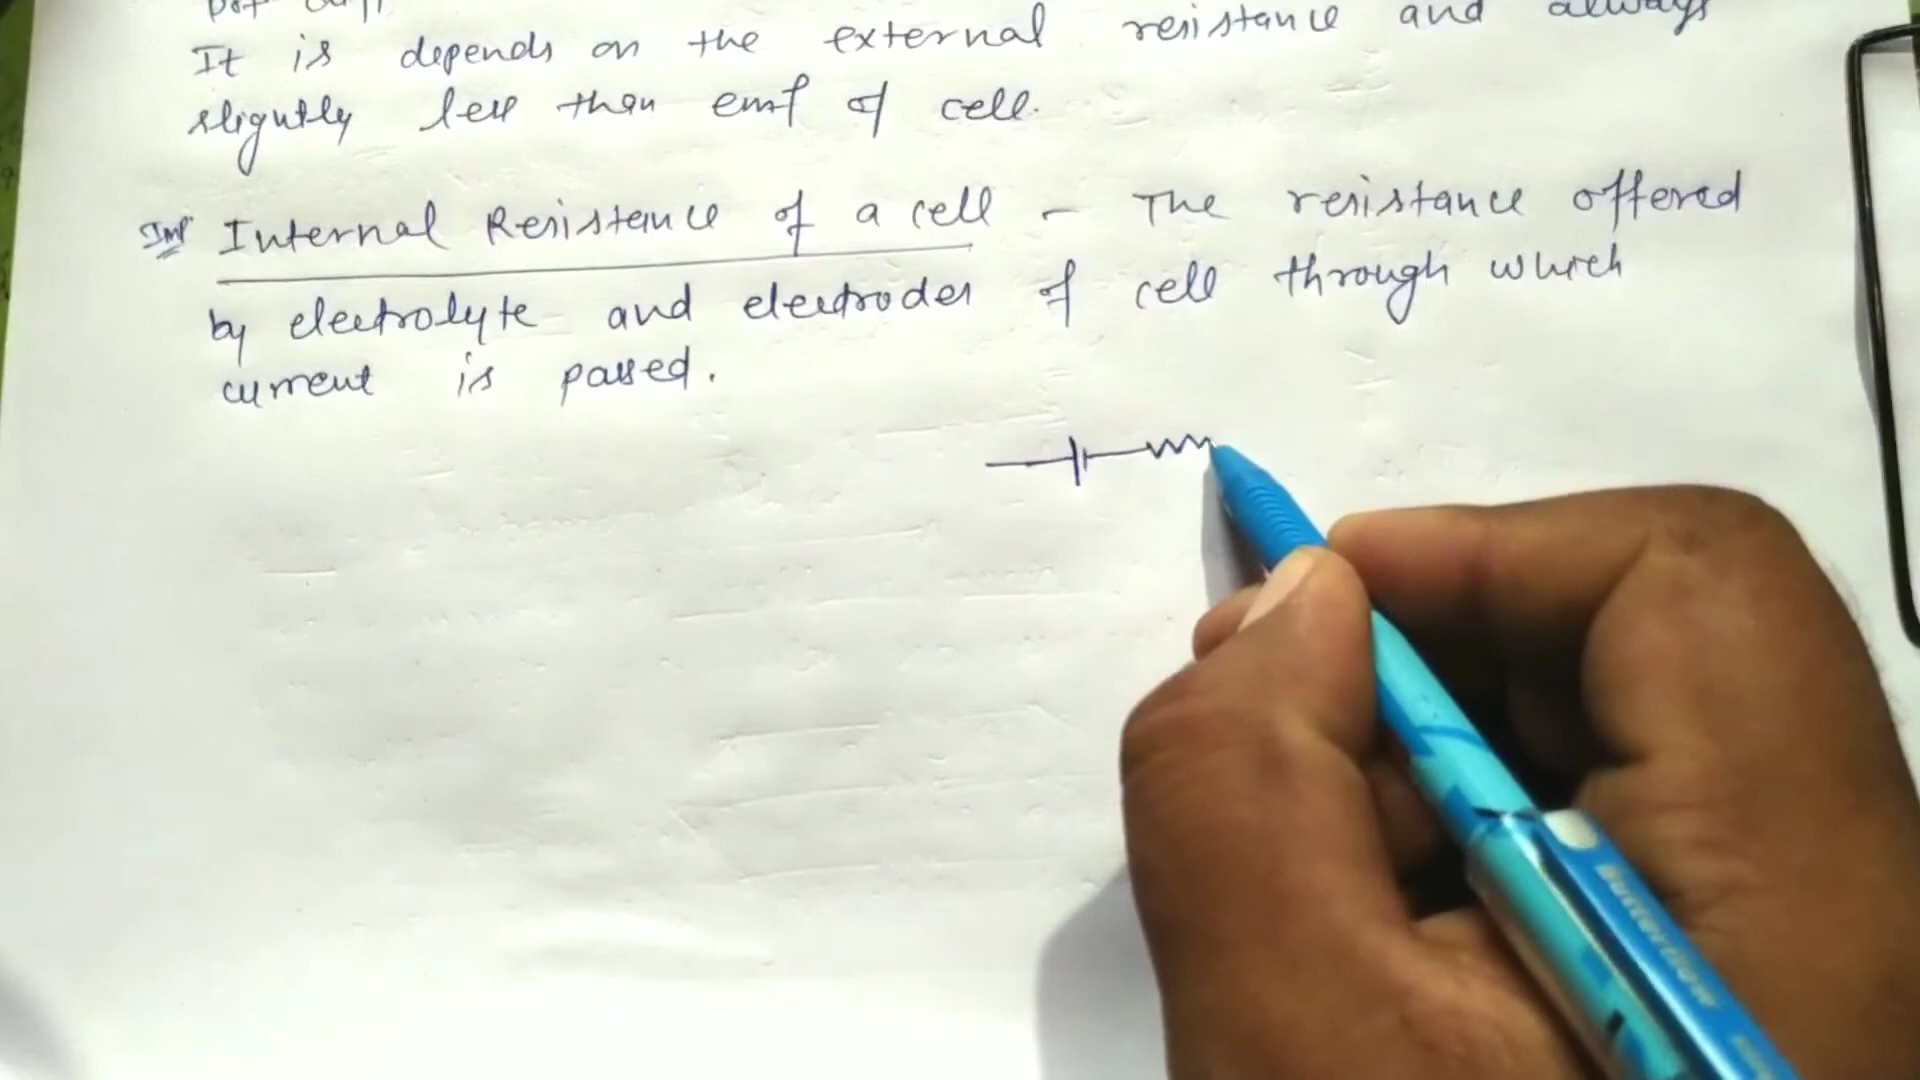 It is depends on the external resistance and always
slightly less than emf of cell.
Imp Internal Resistance of a cell - The resistance offered
by electrolyte and electrodes of cell through which
current is passed.
Butterflow